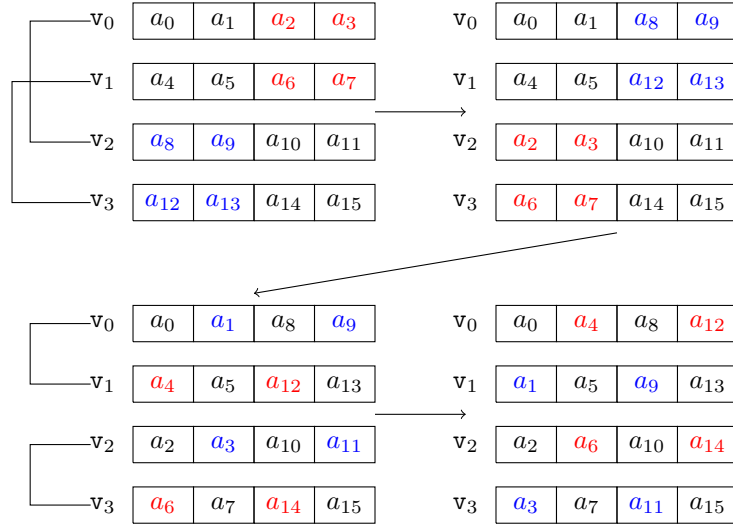 v₀ a₀ a₁ a₂ a₃ v₀ a₀ a₁ a₈ a₉
v₁ a₄ a₅ a₆ a₇ v₁ a₄ a₅ a₁₂ a₁₃
v₂ a₈ a₉ a₁₀ a₁₁ v₂ a₂ a₃ a₁₀ a₁₁
v₃ a₁₂ a₁₃ a₁₄ a₁₅ v₃ a₆ a₇ a₁₄ a₁₅
v₀ a₀ a₁ a₈ a₉ v₀ a₀ a₄ a₈ a₁₂
v₁ a₄ a₅ a₁₂ a₁₃ v₁ a₁ a₅ a₉ a₁₃
v₂ a₂ a₃ a₁₀ a₁₁ v₂ a₂ a₆ a₁₀ a₁₄
v₃ a₆ a₇ a₁₄ a₁₅ v₃ a₃ a₇ a₁₁ a₁₅